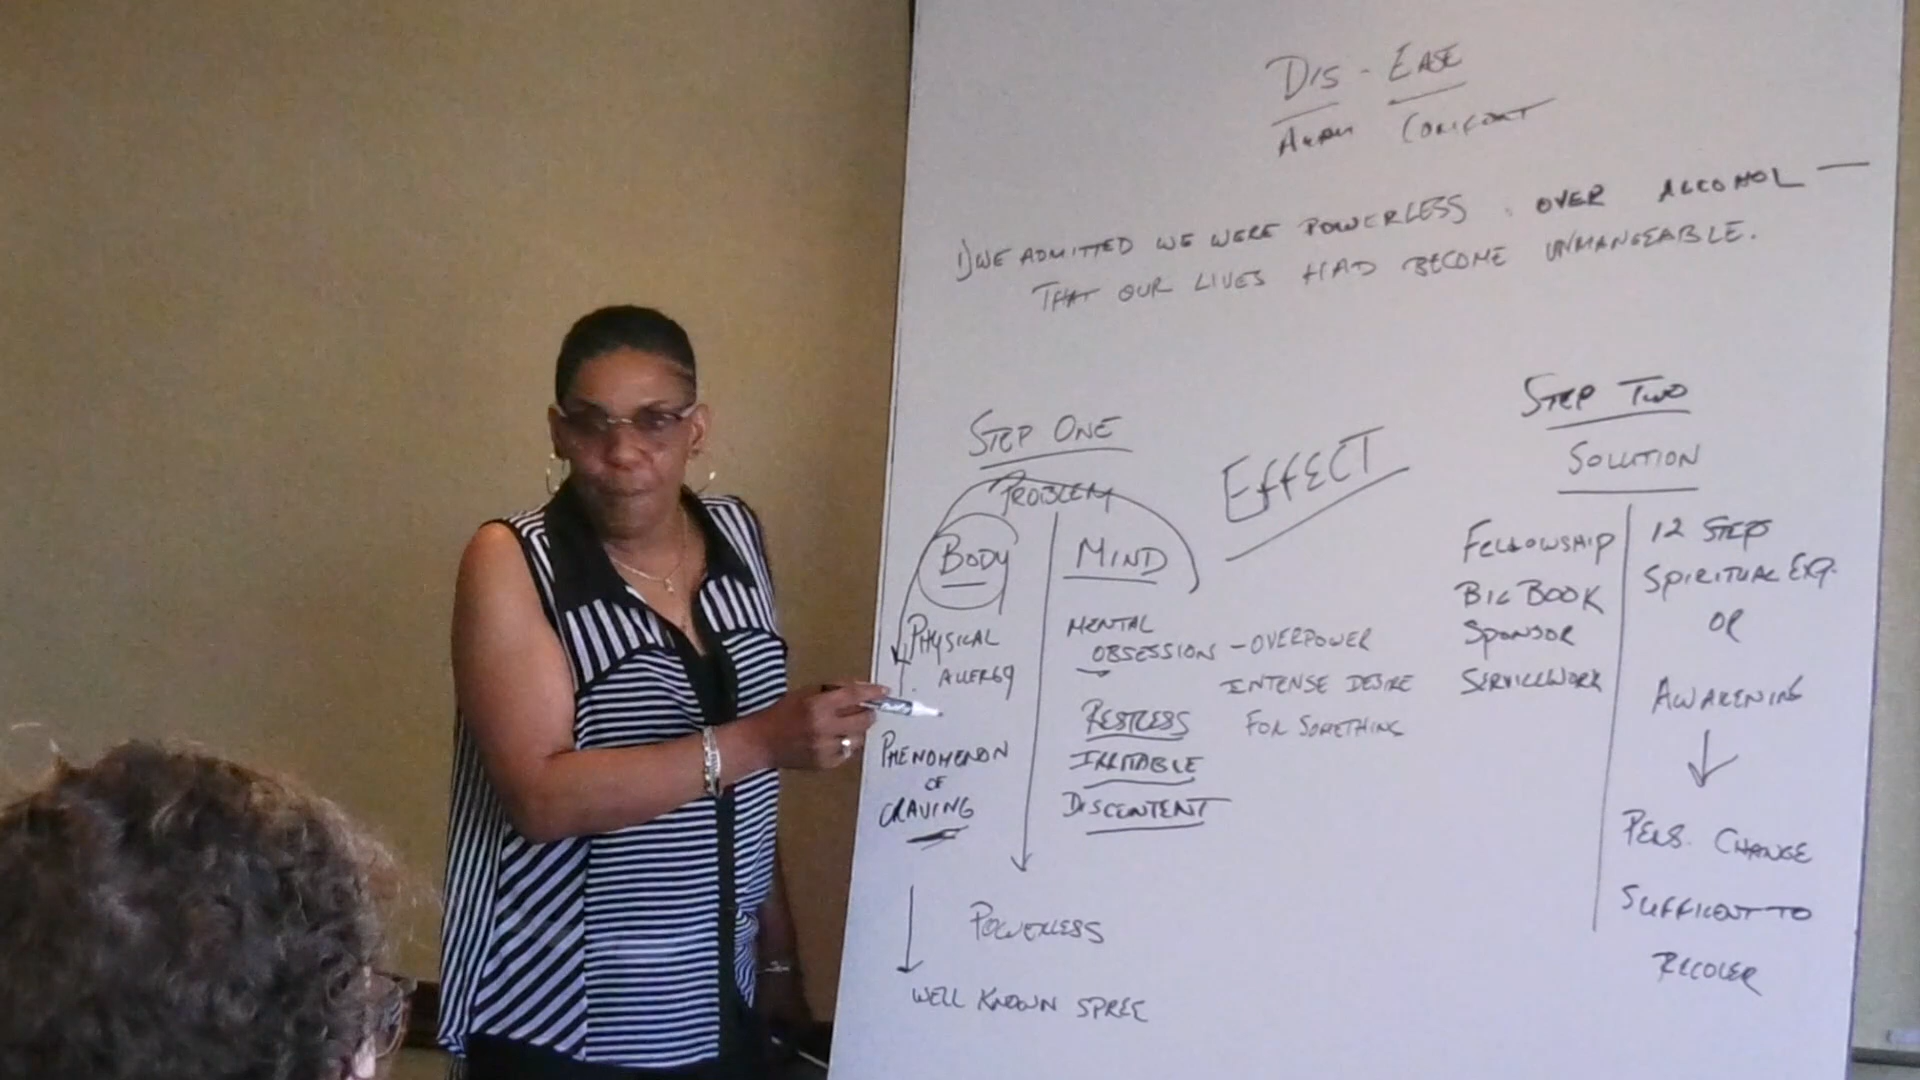 DIS - EASE
AWAY COMFORT
1) WE ADMITTED WE WERE POWERLESS OVER ALCOHOL —
THAT OUR LIVES HAD BECOME UNMANGEABLE.
STEP ONE
PROBLEM
BODY
PHYSICAL
ALLERGY
PHENOMENON
OF
CRAVING
WELL KNOWN SPREE
MIND
MENTAL
OBSESSION - OVERPOWER
INTENSE DESIRE
FOR SOMETHING
RESTLESS
IRRITABLE
DISCONTENT
POWERLESS
EFFECT
STEP TWO
SOLUTION
FELLOWSHIP
BIG BOOK
SPONSOR
SERVICEWORK
12 STEPS
SPIRITUAL EXP.
OR
AWAKENING
PERS. CHANGE
SUFFICENT TO
RECOVER